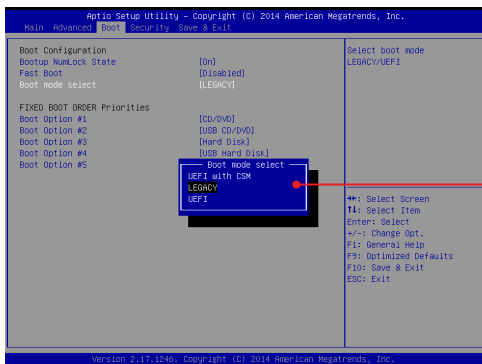 Aptio Setup Utility – Copyright (C) 2014 American Megatrends, Inc.
Main Advanced Boot Security Save & Exit
Boot Configuration
Bootup NumLock State [On]
Fast Boot [Disabled]
Boot mode select [LEGACY]
FIXED BOOT ORDER Priorities
Boot Option #1 [CD/DVD]
Boot Option #2 [USB CD/DVD]
Boot Option #3 [Hard Disk]
Boot Option #4 [USB Hard Disk]
Boot Option #5
Boot mode select
UEFI with CSM
LEGACY
UEFI
Select boot mode
LEGACY/UEFI
→←: Select Screen
↑↓: Select Item
Enter: Select
+/-: Change Opt.
F1: General Help
F9: Optimized Defaults
F10: Save & Exit
ESC: Exit
Version 2.17.1246. Copyright (C) 2014 American Megatrends, Inc.